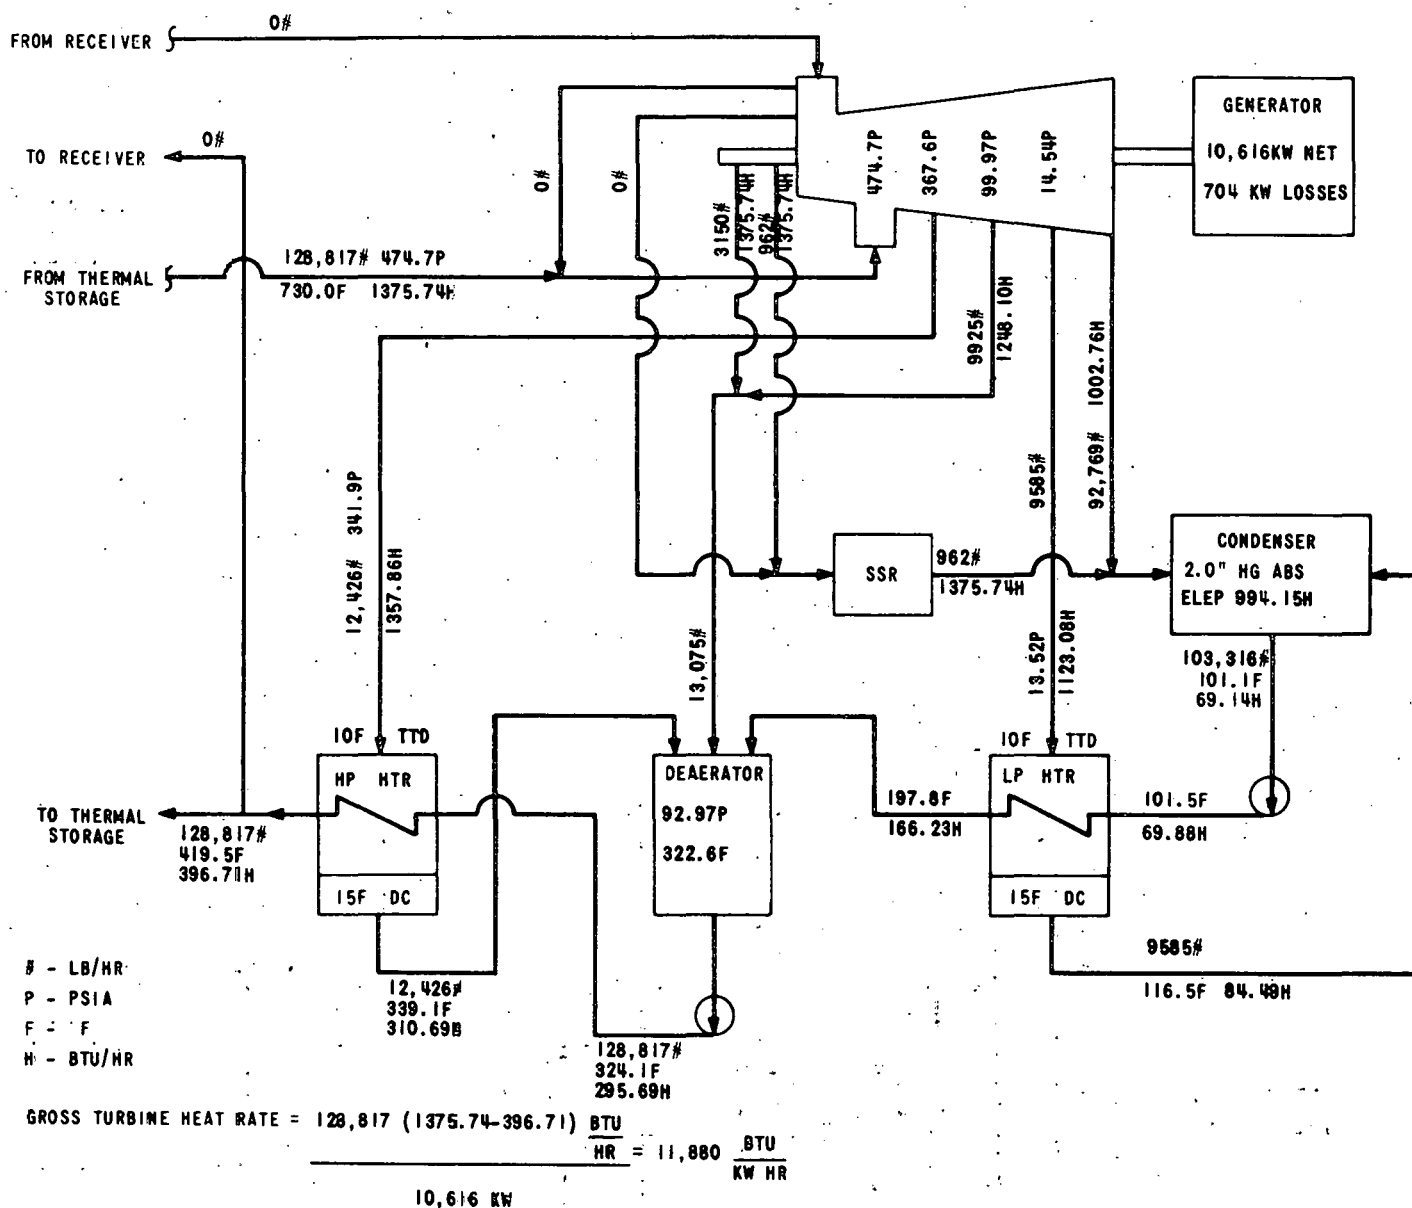 FROM RECEIVER
0#
TO RECEIVER
0#
FROM THERMAL
STORAGE
128,817# 474.7P
730.0F 1375.74H
0#
0#
3150#
1375.74H
962#
1375.74H
474.7P
367.6P
99.97P
14.54P
GENERATOR
10,616KW NET
704 KW LOSSES
9925#
1248.10H
12,426# 341.9P
1357.86H
13,075#
9585#
13.52P
1123.08H
92,769# 1002.76H
SSR
962#
1375.74H
CONDENSER
2.0" HG ABS
ELEP 994.15H
103,316#
101.1F
69.14H
10F TTD
HP HTR
15F DC
TO THERMAL
STORAGE
128,817#
419.5F
396.71H
DEAERATOR
92.97P
322.6F
197.8F
166.23H
10F TTD
LP HTR
15F DC
101.5F
69.88H
9585#
116.5F 84.49H
12,426#
339.1F
310.69H
128,817#
324.1F
295.69H
# - LB/HR
P - PSIA
F - °F
H - BTU/HR
GROSS TURBINE HEAT RATE = 128,817 (1375.74-396.71) BTU
HR = 11,880 BTU
KW HR
10,616 KW